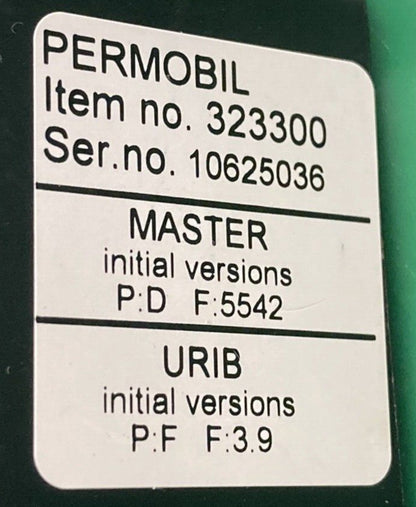 PERMOBIL
Item no. 323300
Ser.no. 10625036
MASTER
initial versions
P:D F:5542
URIB
initial versions
P:F F:3.9